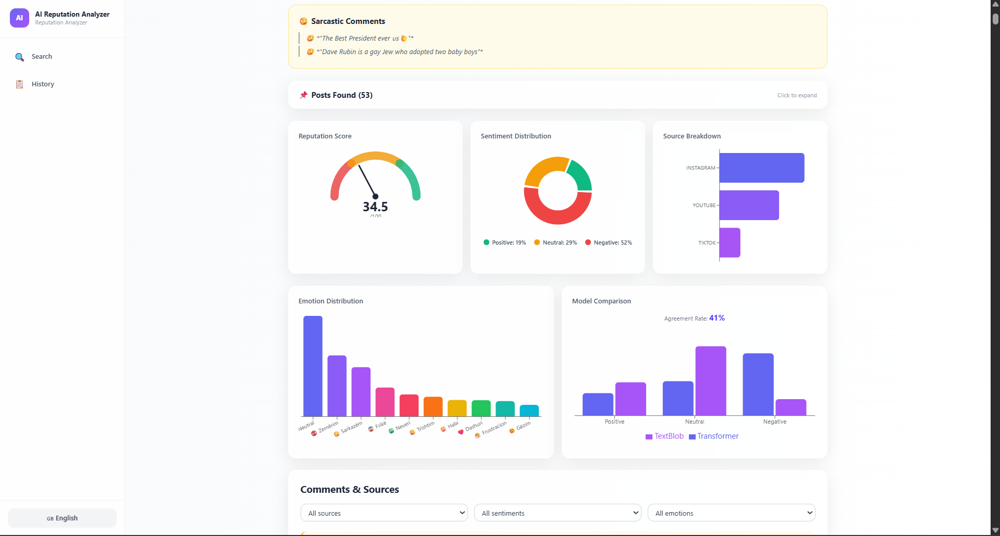 AI
AI Reputation Analyzer
Reputation Analyzer
Search
History
GB English
Sarcastic Comments
*"The Best President ever us "*
*"Dave Rubin is a gay Jew who adopted two baby boys"*
Posts Found (53)
Click to expand
Reputation Score
34.5
/100
Sentiment Distribution
Positive: 19%
Neutral: 29%
Negative: 52%
Source Breakdown
INSTAGRAM
YOUTUBE
TIKTOK
Emotion Distribution
Neutral
Zemërim
Sarkazëm
Frikë
Neveri
Trishtim
Habi
Dashuri
Frustracion
Gëzim
Model Comparison
Agreement Rate: 41%
Positive
Neutral
Negative
TextBlob
Transformer
Comments & Sources
All sources
All sentiments
All emotions